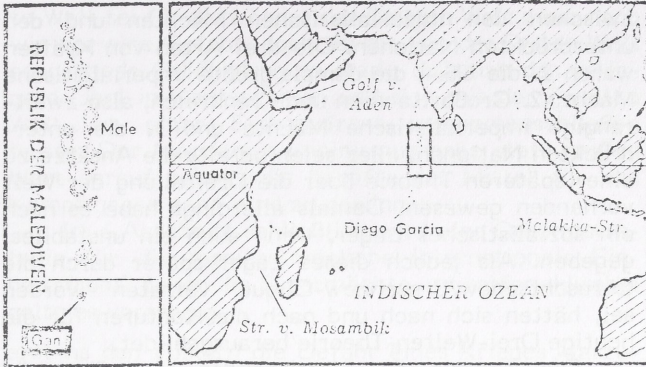 REPUBLIK DER MALEDIVEN
Male
Gan
Golf v.
Aden
Äquator
Diego Garcia
Malakka-Str.
INDISCHER OZEAN
Str. v. Mosambik